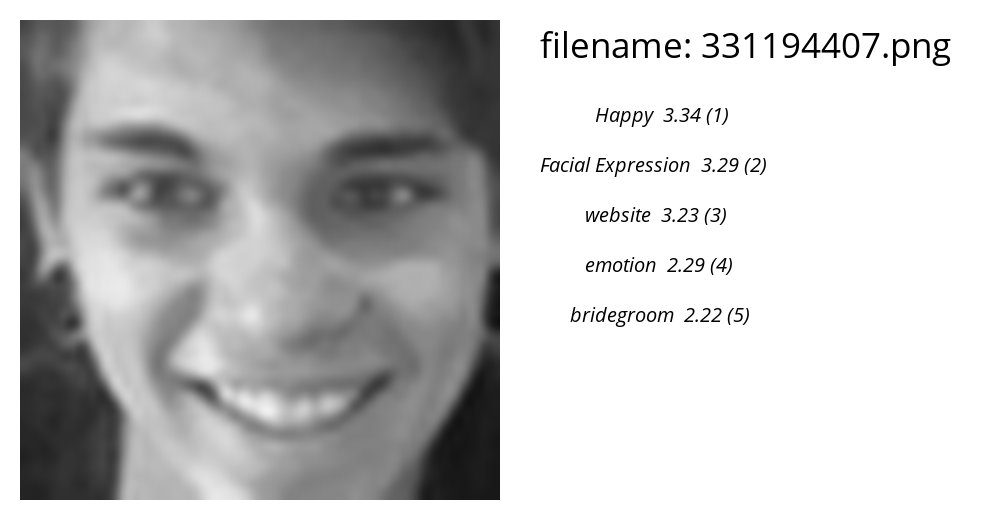 filename: 331194407.png
Happy 3.34 (1)
Facial Expression 3.29 (2)
website 3.23 (3)
emotion 2.29 (4)
bridegroom 2.22 (5)